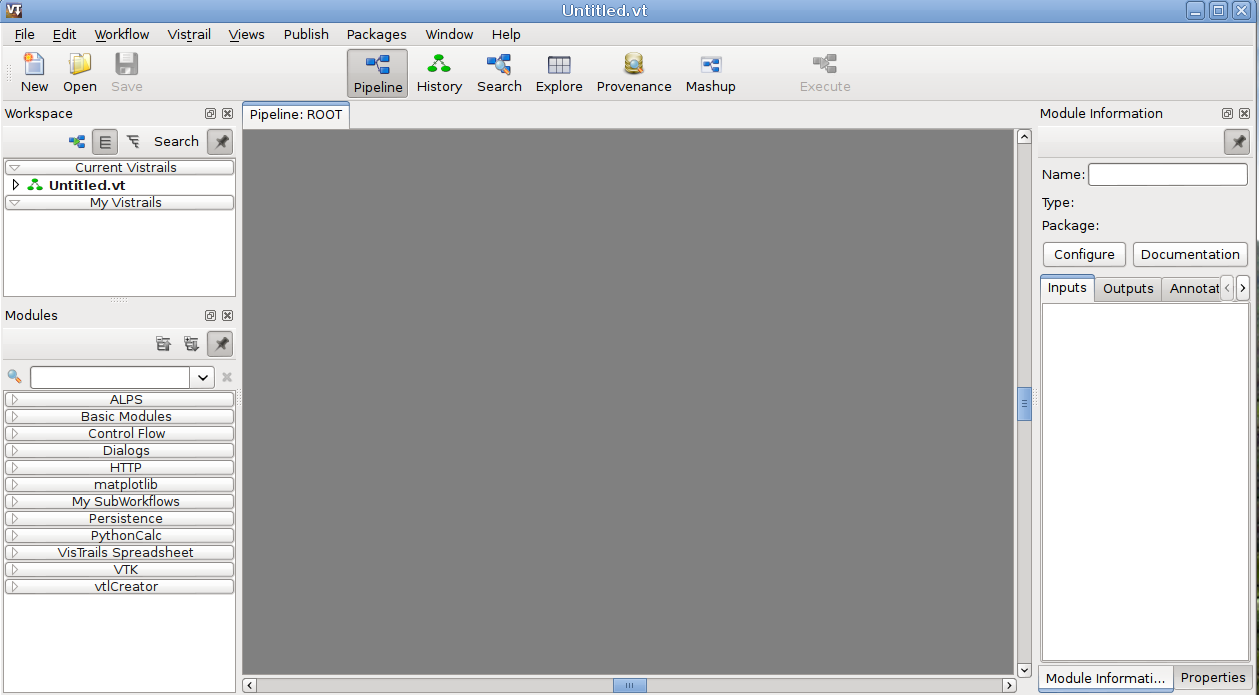 VT Untitled.vt
File Edit Workflow Vistrail Views Publish Packages Window Help
New Open Save Pipeline History Search Explore Provenance Mashup Execute
Workspace
Search
Current Vistrails
Untitled.vt
My Vistrails
Modules
ALPS
Basic Modules
Control Flow
Dialogs
HTTP
matplotlib
My SubWorkflows
Persistence
PythonCalc
VisTrails Spreadsheet
VTK
vtlCreator
Pipeline: ROOT
Module Information
Name:
Type:
Package:
Configure Documentation
Inputs Outputs Annotat
Module Informati... Properties